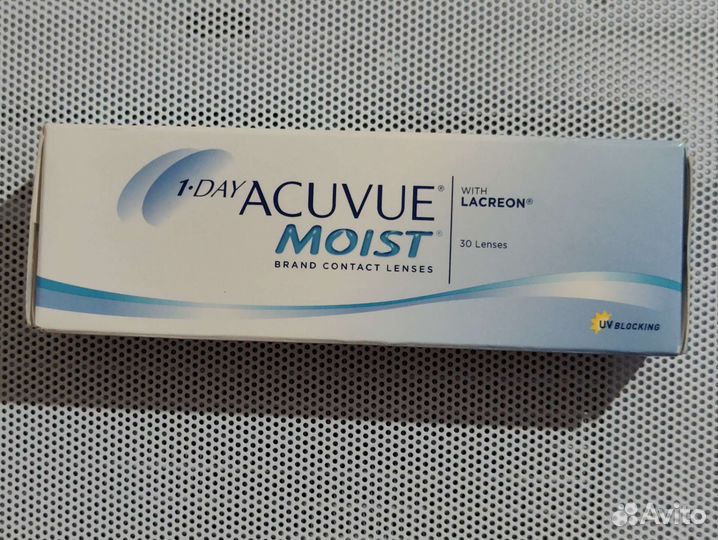 1·DAY ACUVUE®
MOIST®
BRAND CONTACT LENSES
WITH
LACREON®
30 Lenses
UV BLOCKING
Avito